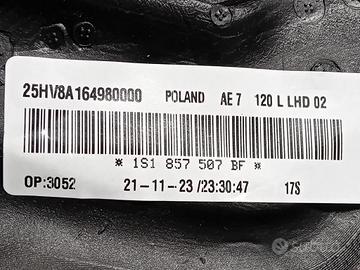 25HV8A164980000 POLAND AE 7 120 L LHD 02
* 1S1 857 507 BF *
OP:3052 21-11-23 /23:30:47 17S
subito